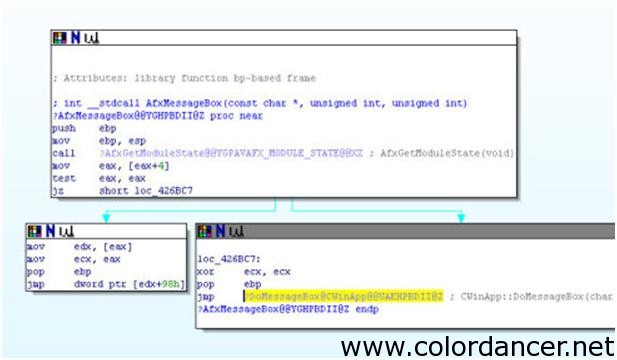 ; Attributes: library function bp-based frame
; int __stdcall AfxMessageBox(const char *, unsigned int, unsigned int)
?AfxMessageBox@@YGHPBDII@Z proc near
push ebp
mov ebp, esp
call ?AfxGetModuleState@@YGPAVAFX_MODULE_STATE@@XZ ; AfxGetModuleState(void)
mov eax, [eax+4]
test eax, eax
jz short loc_426BC7
mov edx, [eax]
mov ecx, eax
pop ebp
jmp dword ptr [edx+98h]
loc_426BC7:
xor ecx, ecx
pop ebp
jmp ?DoMessageBox@CWinApp@@UAEHPBDII@Z ; CWinApp::DoMessageBox(char
?AfxMessageBox@@YGHPBDII@Z endp
www.colordancer.net